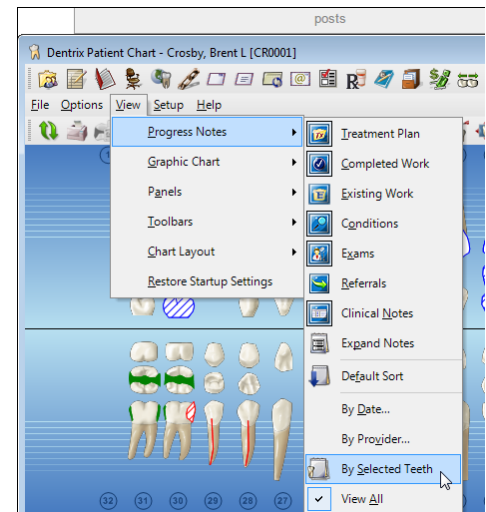 posts
Dentrix Patient Chart - Crosby, Brent L [CR0001]
File Options View Setup Help
Progress Notes
Graphic Chart
Panels
Toolbars
Chart Layout
Restore Startup Settings
Treatment Plan
Completed Work
Existing Work
Conditions
Exams
Referrals
Clinical Notes
Expand Notes
Default Sort
By Date...
By Provider...
By Selected Teeth
View All
32 31 30 29 28 27